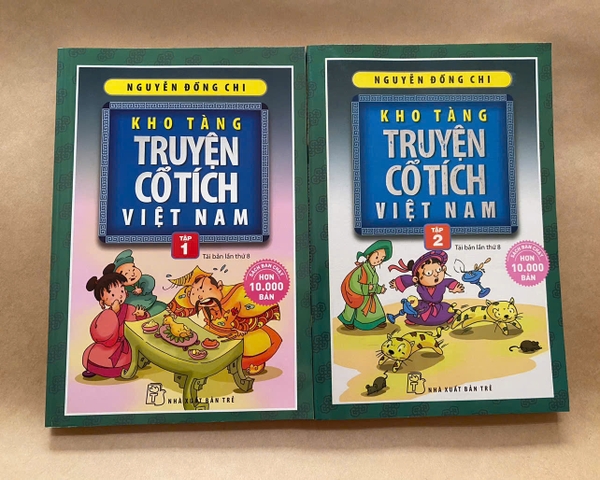 NGUYỄN ĐỔNG CHI
KHO TÀNG
TRUYỆN
CỔ TÍCH
VIỆT NAM
TẬP
1
Tái bản lần thứ 8
SÁCH BÁN CHẠY
HƠN
10.000
BẢN
NHÀ XUẤT BẢN TRẺ
NGUYỄN ĐỔNG CHI
KHO TÀNG
TRUYỆN
CỔ TÍCH
VIỆT NAM
TẬP
2
Tái bản lần thứ 8
SÁCH BÁN CHẠY
HƠN
10.000
BẢN
NHÀ XUẤT BẢN TRẺ